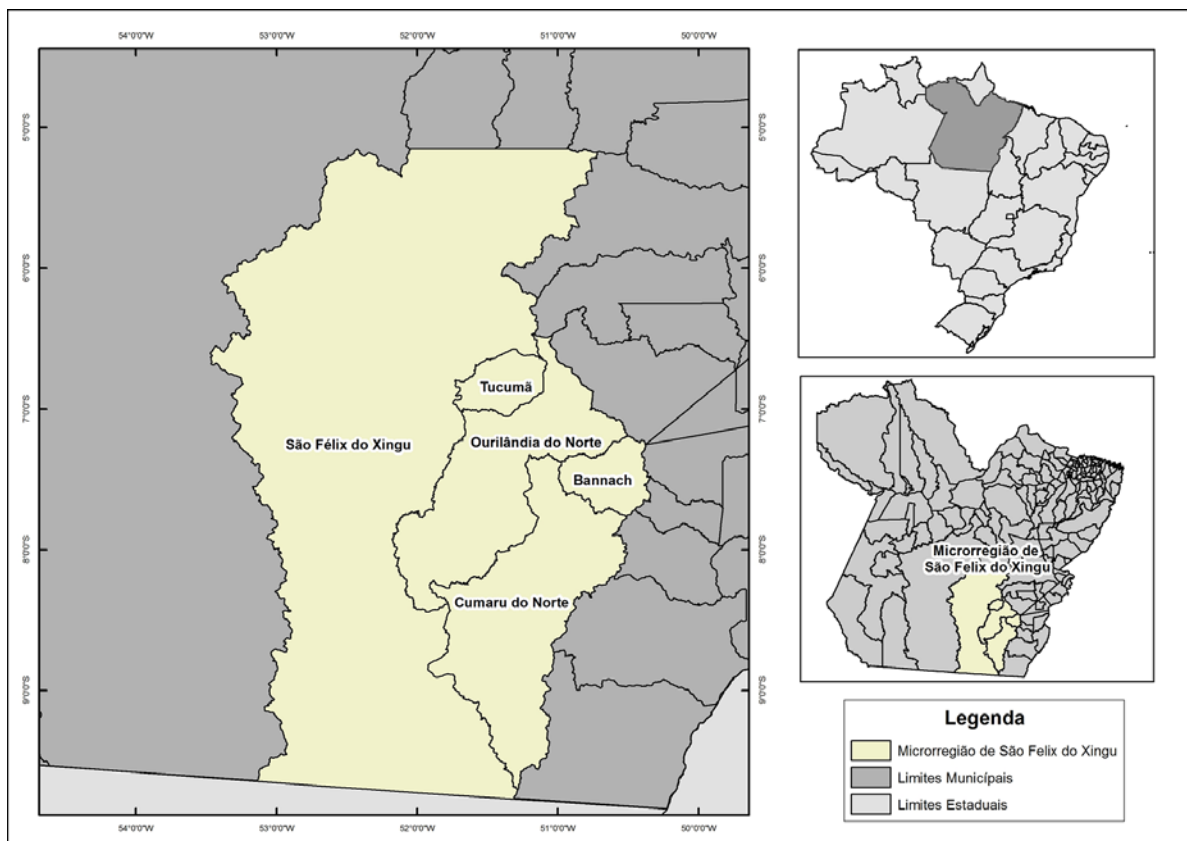 54°0'0"W 53°0'0"W 52°0'0"W 51°0'0"W 50°0'0"W
5°0'0"S
6°0'0"S
7°0'0"S
8°0'0"S
9°0'0"S
Tucumã
São Félix do Xingu
Ourilândia do Norte
Bannach
Cumaru do Norte
5°0'0"S
6°0'0"S
7°0'0"S
8°0'0"S
9°0'0"S
54°0'0"W 53°0'0"W 52°0'0"W 51°0'0"W 50°0'0"W
Microrregião de
São Felix do Xingu
Legenda
Microrregião de São Felix do Xingu
Limites Municípais
Limites Estaduais